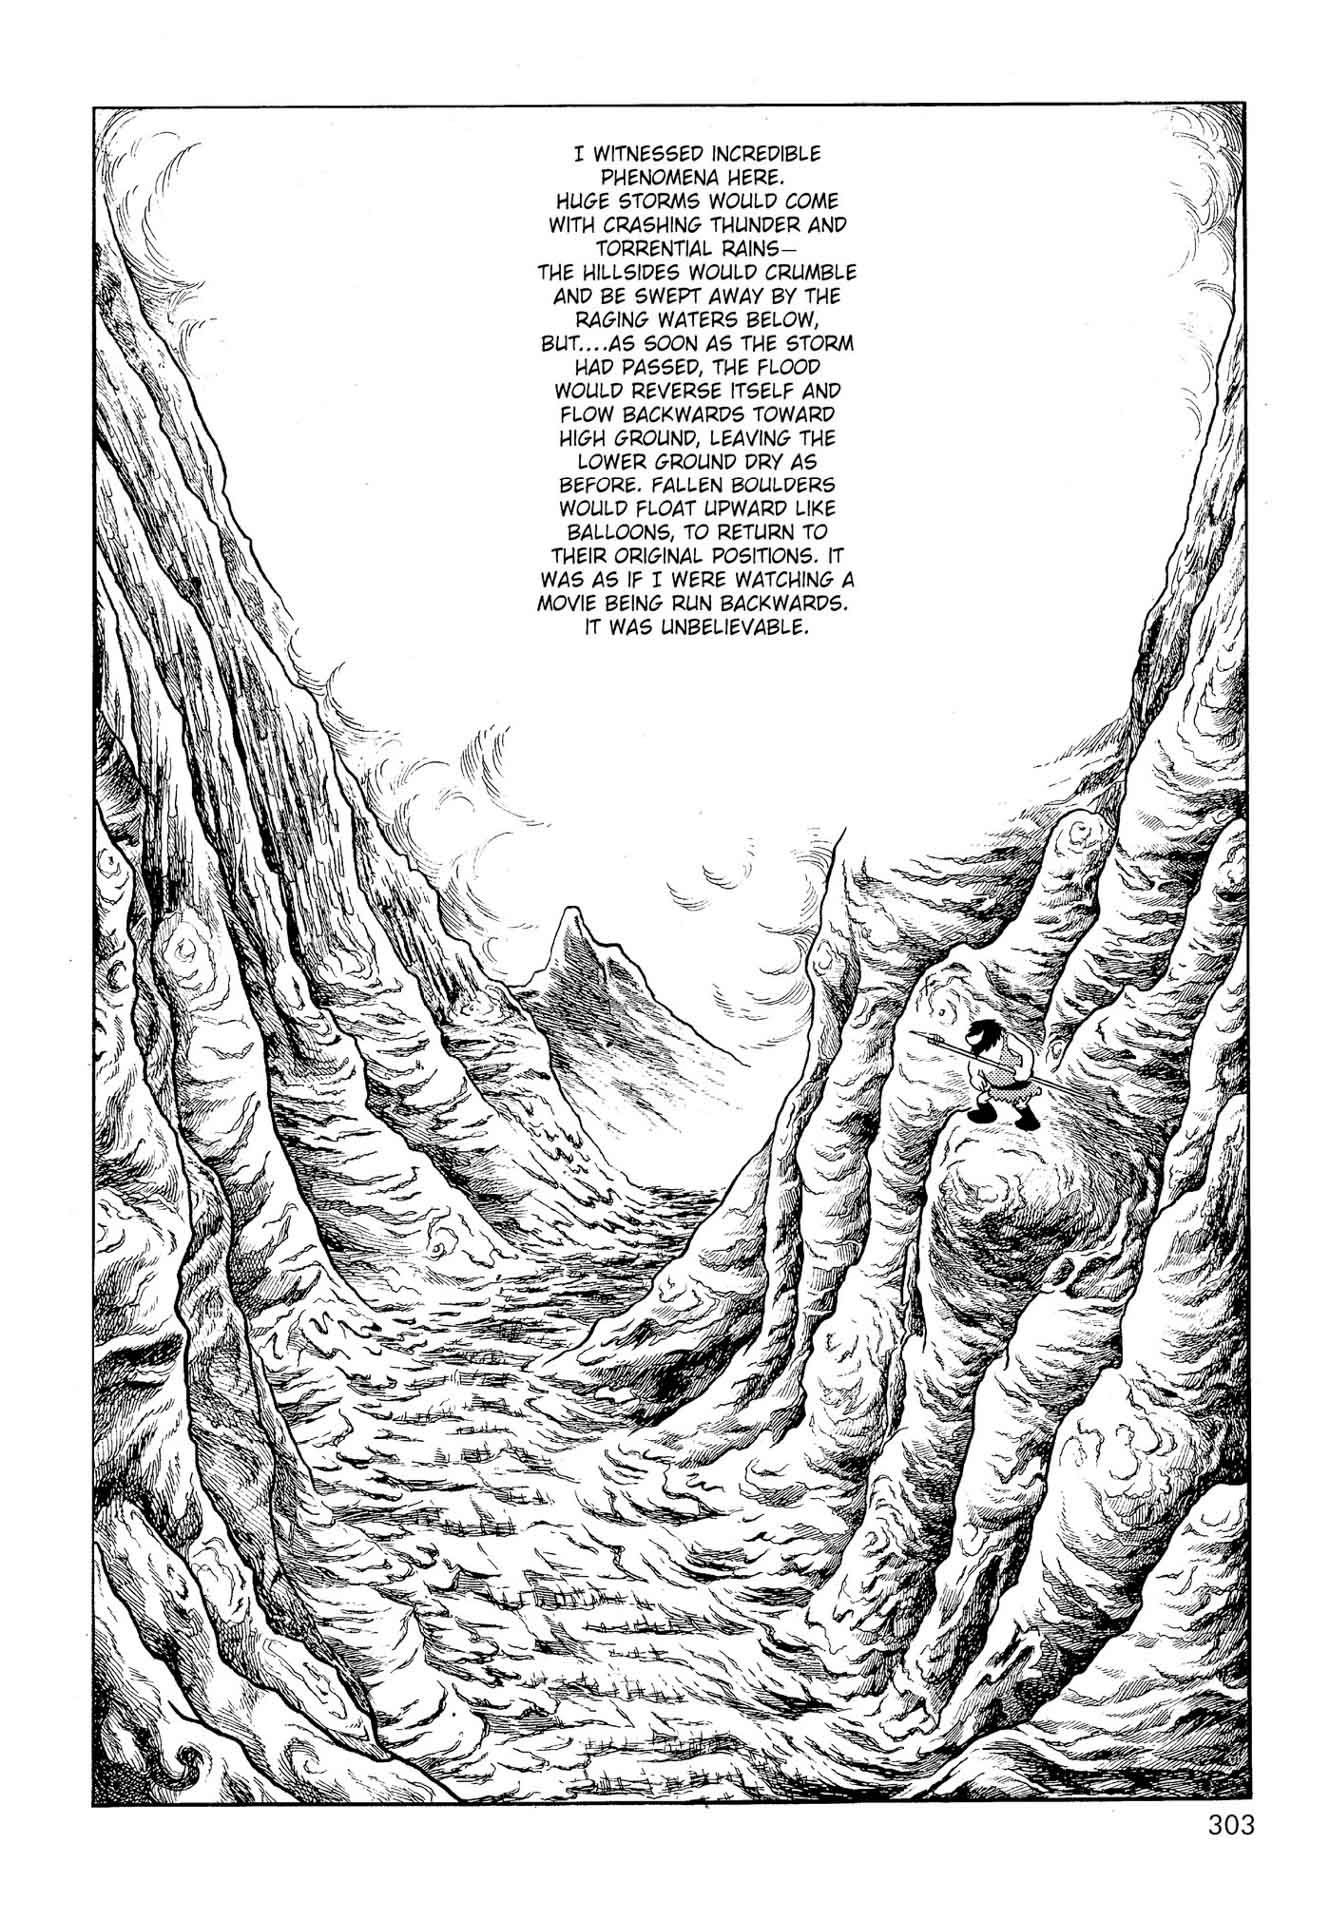 I WITNESSED INCREDIBLE
PHENOMENA HERE.
HUGE STORMS WOULD COME
WITH CRASHING THUNDER AND
TORRENTIAL RAINS—
THE HILLSIDES WOULD CRUMBLE
AND BE SWEPT AWAY BY THE
RAGING WATERS BELOW,
BUT....AS SOON AS THE STORM
HAD PASSED, THE FLOOD
WOULD REVERSE ITSELF AND
FLOW BACKWARDS TOWARD
HIGH GROUND, LEAVING THE
LOWER GROUND DRY AS
BEFORE. FALLEN BOULDERS
WOULD FLOAT UPWARD LIKE
BALLOONS, TO RETURN TO
THEIR ORIGINAL POSITIONS. IT
WAS AS IF I WERE WATCHING A
MOVIE BEING RUN BACKWARDS.
IT WAS UNBELIEVABLE.
303